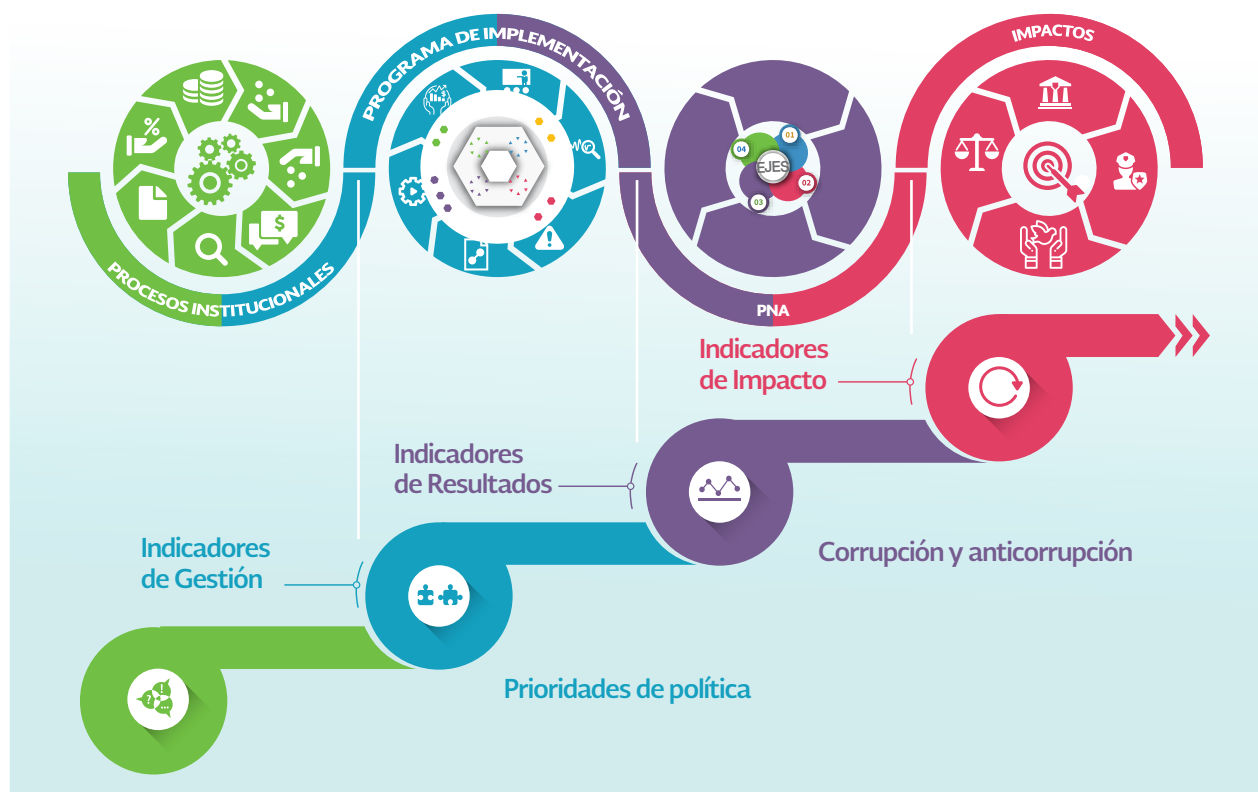 PROCESOS INSTITUCIONALES
PROGRAMA DE IMPLEMENTACIÓN
PNA
IMPACTOS
%
$
$
EJES
01
02
03
04
Indicadores
de Impacto
Indicadores
de Resultados
Corrupción y anticorrupción
Indicadores
de Gestión
Prioridades de política
?
!
...